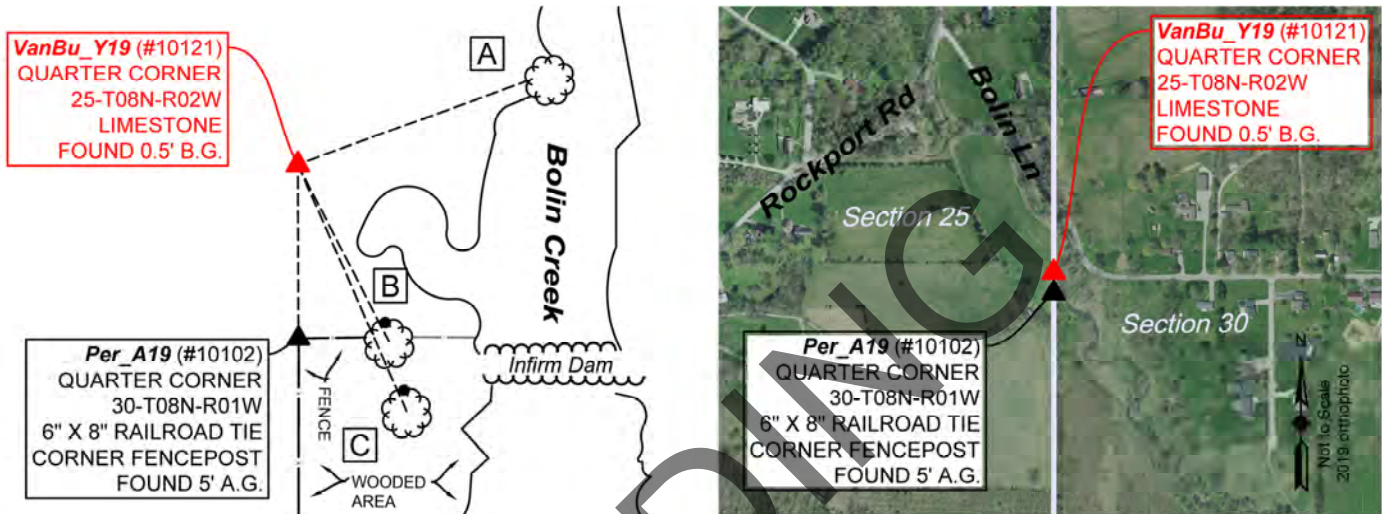 VanBu_Y19 (#10121)
QUARTER CORNER
25-T08N-R02W
LIMESTONE
FOUND 0.5' B.G.
A
Bolin Creek
B
Per_A19 (#10102)
QUARTER CORNER
30-T08N-R01W
6" X 8" RAILROAD TIE
CORNER FENCEPOST
FOUND 5' A.G.
FENCE
C
WOODED
AREA
Infirm Dam
Rockport Rd
Bolin Ln
VanBu_Y19 (#10121)
QUARTER CORNER
25-T08N-R02W
LIMESTONE
FOUND 0.5' B.G.
Section 25
Per_A19 (#10102)
QUARTER CORNER
30-T08N-R01W
6" X 8" RAILROAD TIE
CORNER FENCEPOST
FOUND 5' A.G.
Section 30
N
Not to Scale
2019 orthophoto
DING